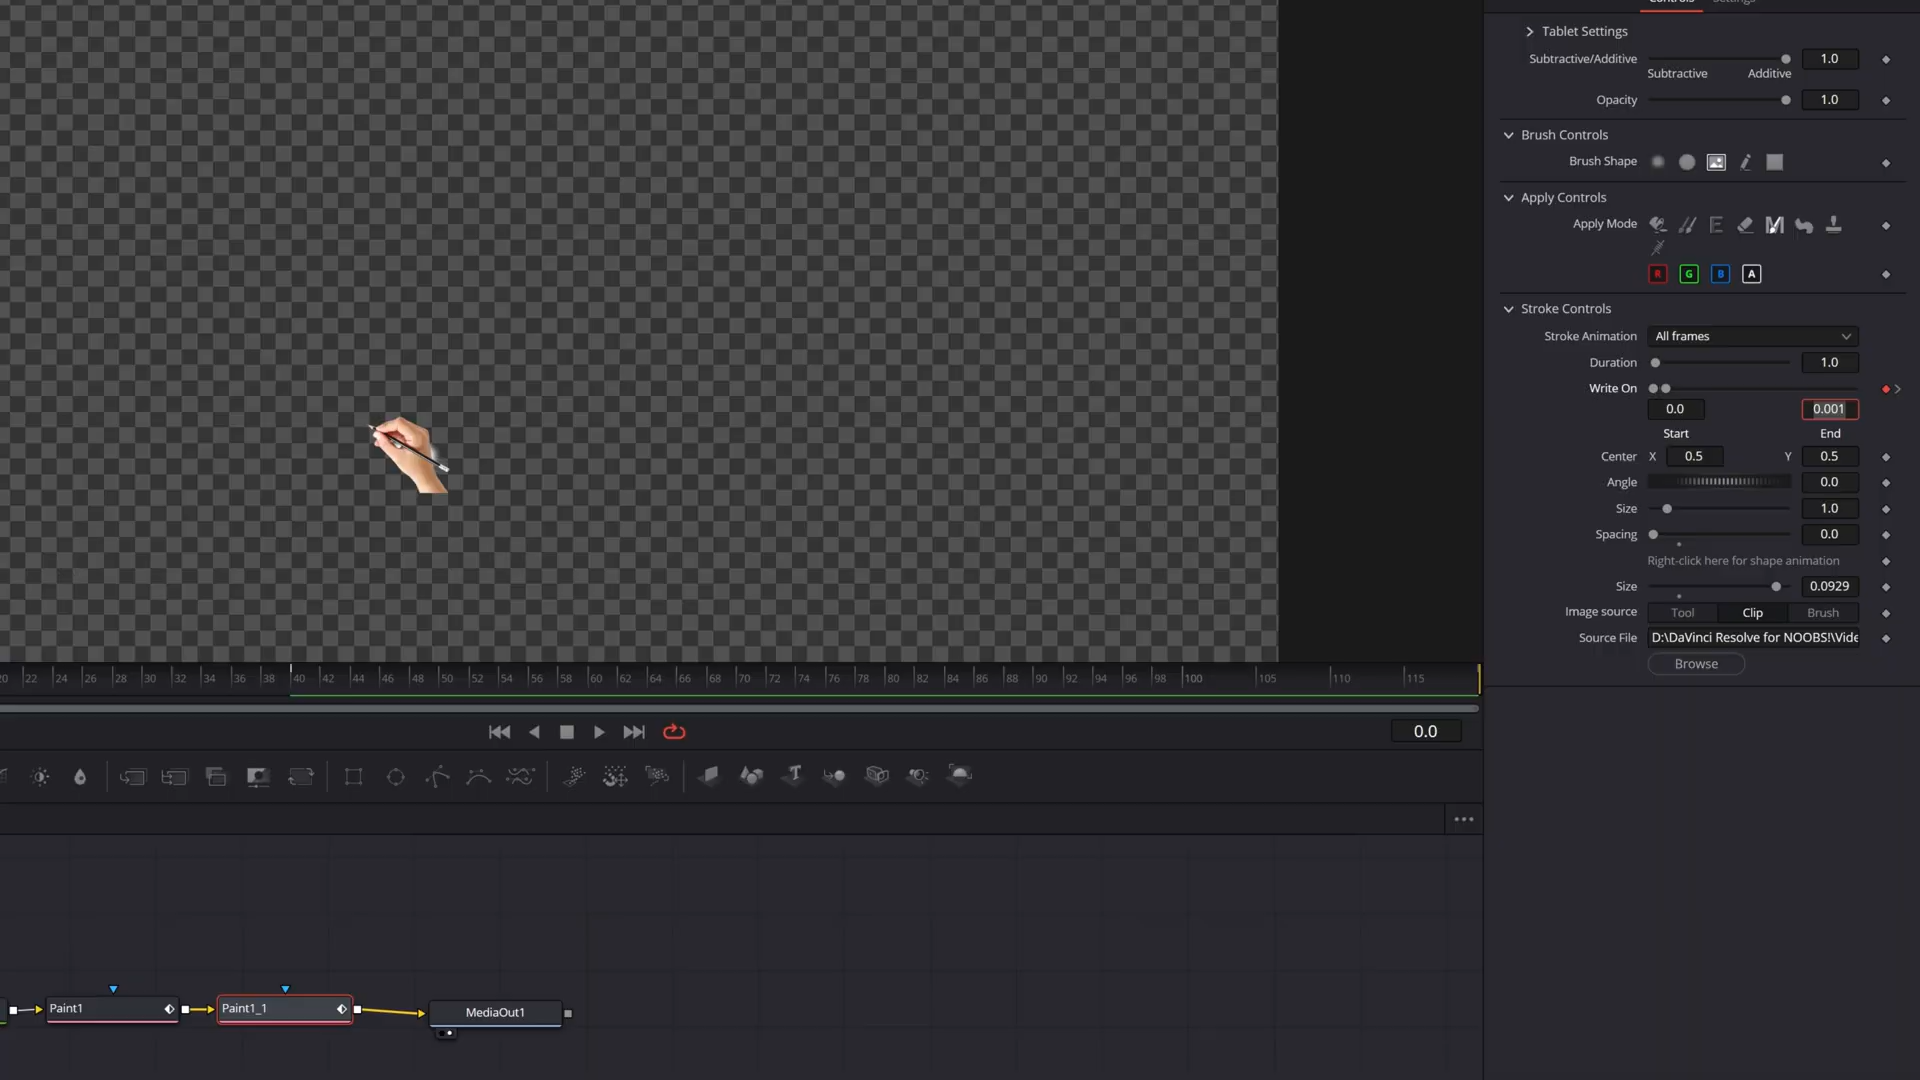 Controls Settings
Tablet Settings
Subtractive/Additive 1.0
Subtractive Additive
Opacity 1.0
Brush Controls
Brush Shape
Apply Controls
Apply Mode
R G B A
Stroke Controls
Stroke Animation All frames
Duration 1.0
Write On
0.0 0.001
Start End
Center X 0.5 Y 0.5
Angle 0.0
Size 1.0
Spacing 0.0
Right-click here for shape animation
Size 0.0929
Image source Tool Clip Brush
Source File D:\DaVinci Resolve for NOOBS!\Vide
Browse
20 22 24 26 28 30 32 34 36 38 40 42 44 46 48 50 52 54 56 58 60 62 64 66 68 70 72 74 76 78 80 82 84 86 88 90 92 94 96 98 100 105 110 115
0.0
T
Paint1 Paint1_1 MediaOut1